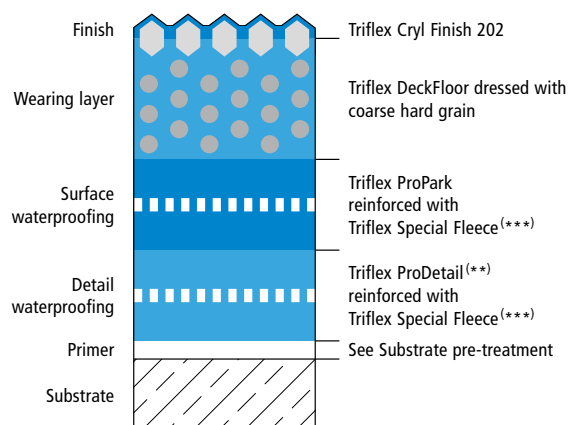 Finish
Triflex Cryl Finish 202
Wearing layer
Triflex DeckFloor dressed with
coarse hard grain
Surface
waterproofing
Triflex ProPark
reinforced with
Triflex Special Fleece(***)
Detail
waterproofing
Triflex ProDetail(**)
reinforced with
Triflex Special Fleece(***)
Primer
See Substrate pre-treatment
Substrate